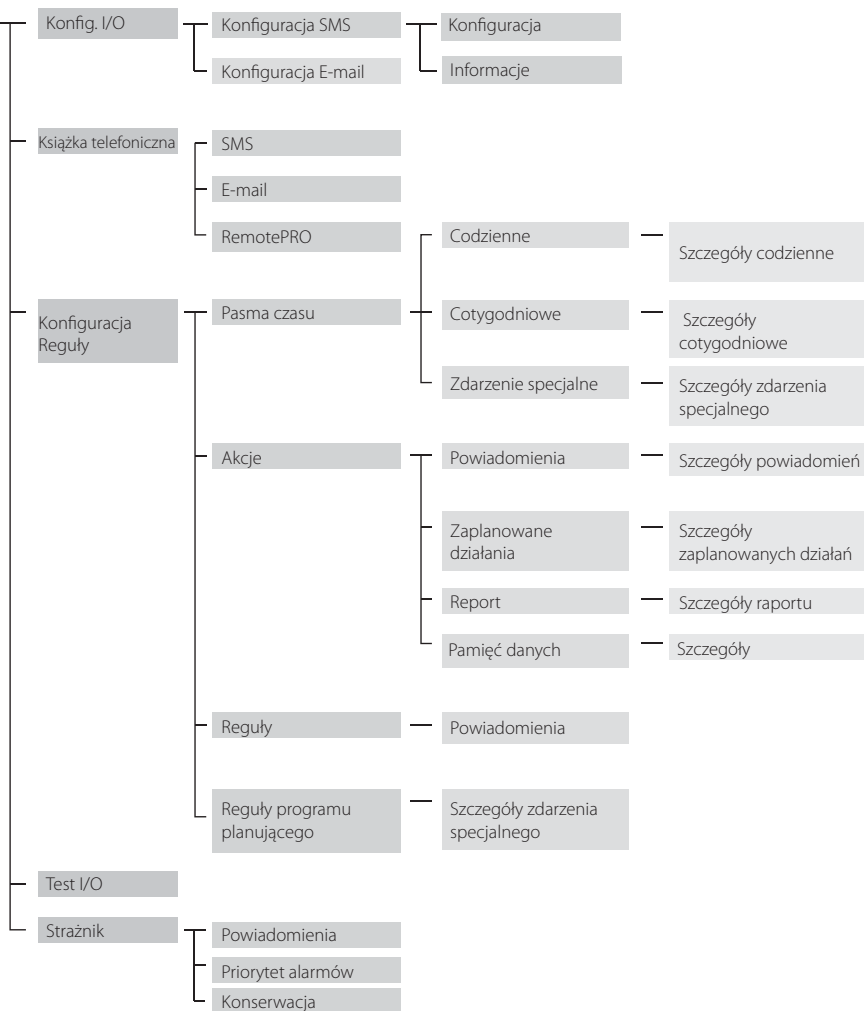 Konfig. I/O
Konfiguracja SMS
Konfiguracja
Konfiguracja E-mail
Informacje
Książka telefoniczna
SMS
E-mail
RemotePRO
Codzienne
Szczegóły codzienne
Konfiguracja
Reguły
Pasma czasu
Cotygodniowe
Szczegóły
cotygodniowe
Zdarzenie specjalne
Szczegóły zdarzenia
specjalnego
Akcje
Powiadomienia
Szczegóły powiadomień
Zaplanowane
działania
Szczegóły
zaplanowanych działań
Report
Szczegóły raportu
Pamięć danych
Szczegóły
Reguły
Powiadomienia
Reguły programu
planującego
Szczegóły zdarzenia
specjalnego
Test I/O
Strażnik
Powiadomienia
Priorytet alarmów
Konserwacja